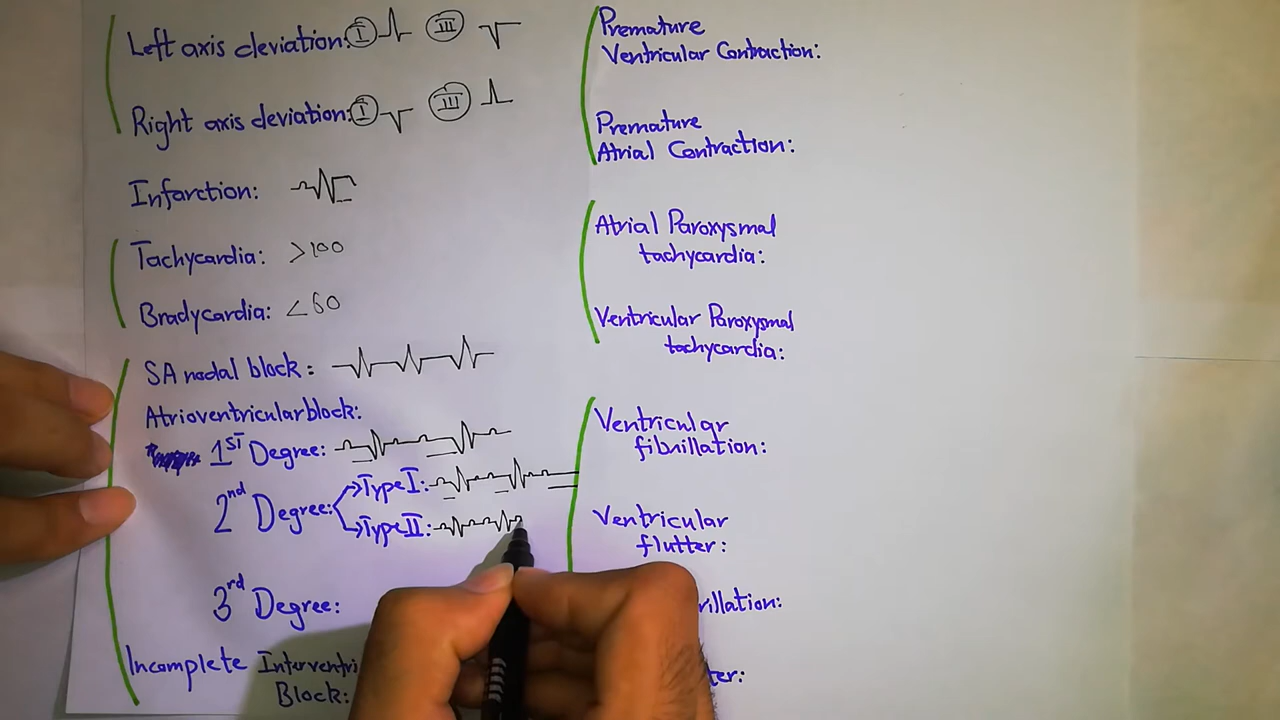 Left axis deviation: I III
Right axis deviation: I III
Infarction:
Tachycardia: >100
Bradycardia: <60
SA nodal block:
Atrioventricular block:
1ST Degree:
2nd Degree: →Type I:
→Type II:
3rd Degree:
Incomplete
Block:
Premature
Ventricular Contraction:
Premature
Atrial Contraction:
Atrial Paroxysmal
tachycardia:
Ventricular Paroxysmal
tachycardia:
Ventricular
fibrillation:
Ventricular
flutter: